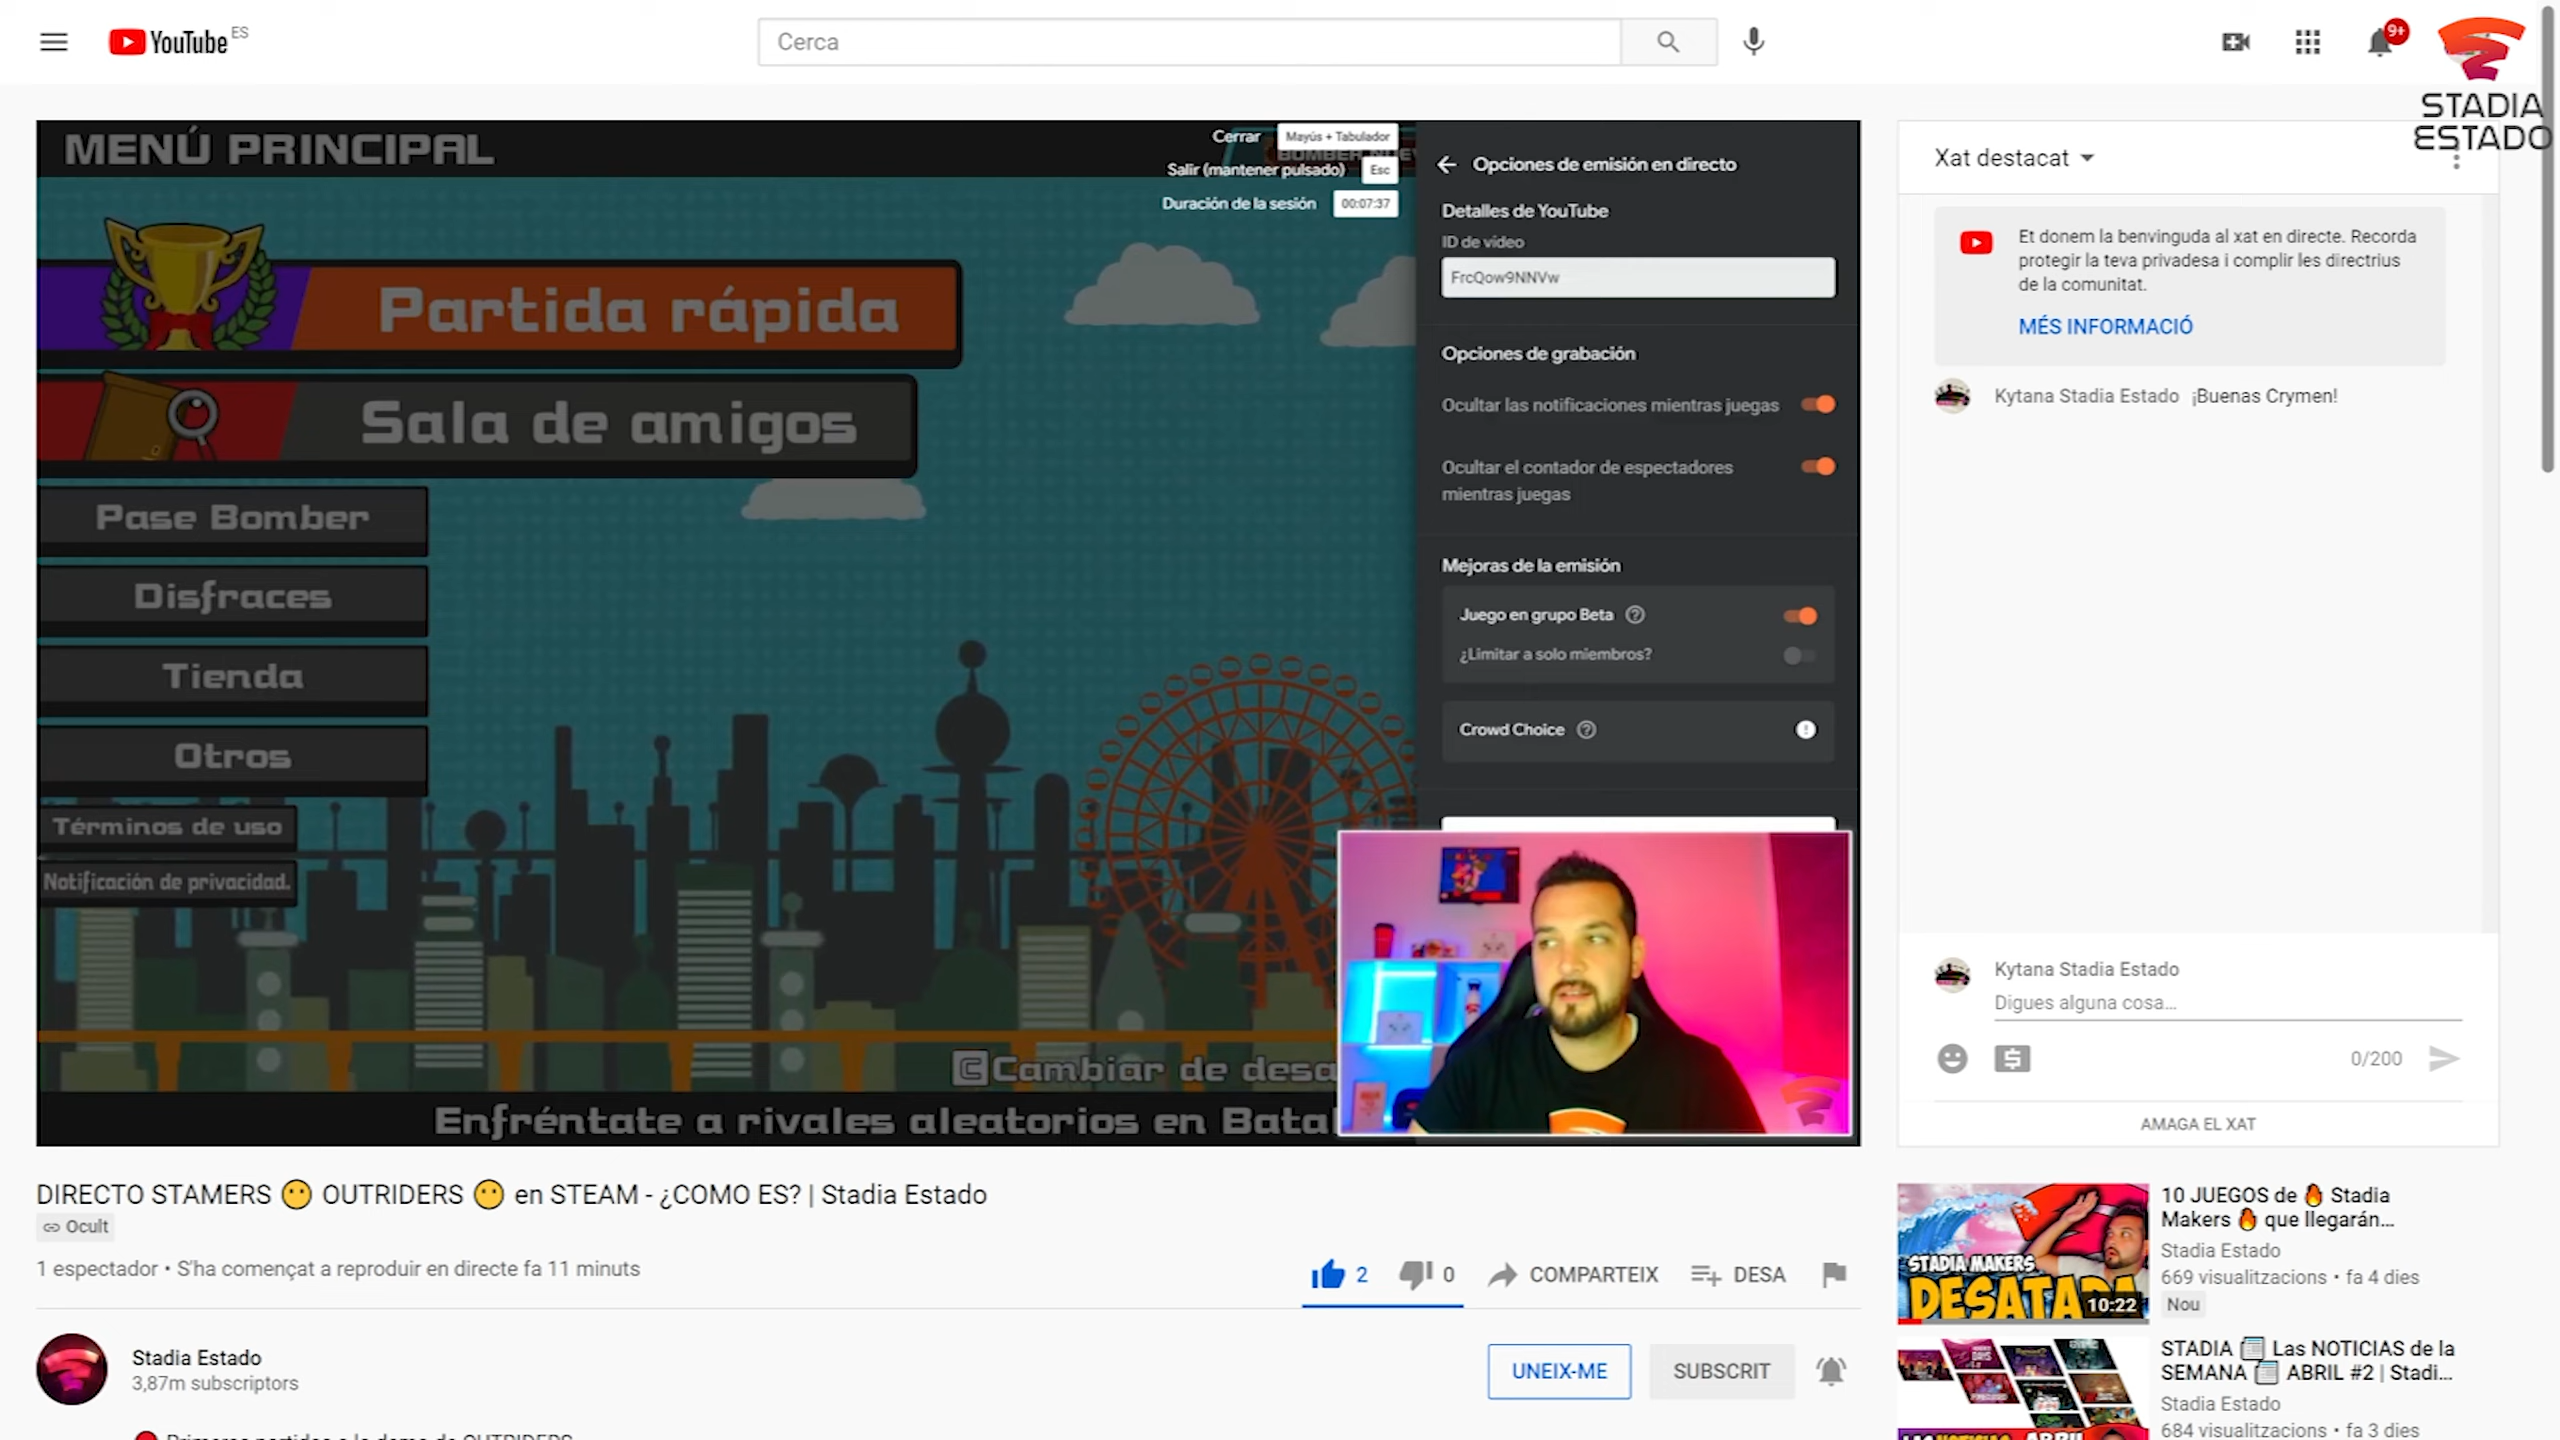 YouTube ES
Cerca
9+
STADIA
ESTADO
MENÚ PRINCIPAL
Cerrar Mayús + Tabulador
Salir (mantener pulsado) Esc
Duración de la sesión 00:07:37
Partida rápida
Sala de amigos
Pase Bomber
Disfraces
Tienda
Otros
Términos de uso
Notificación de privacidad.
Cambiar de desa
Enfréntate a rivales aleatorios en Batal
Opciones de emisión en directo
Detalles de YouTube
ID de vídeo
FrcQow9NNVw
Opciones de grabación
Ocultar las notificaciones mientras juegas
Ocultar el contador de espectadores
mientras juegas
Mejoras de la emisión
Juego en grupo Beta
¿Limitar a solo miembros?
Crowd Choice
Xat destacat
Et donem la benvinguda al xat en directe. Recorda
protegir la teva privadesa i complir les directrius
de la comunitat.
MÉS INFORMACIÓ
Kytana Stadia Estado ¡Buenas Crymen!
Kytana Stadia Estado
Digues alguna cosa...
0/200
AMAGA EL XAT
DIRECTO STAMERS 😶 OUTRIDERS 😶 en STEAM - ¿COMO ES? | Stadia Estado
Ocult
1 espectador • S'ha començat a reproduir en directe fa 11 minuts
2 0 COMPARTEIX DESA
Stadia Estado
3,87m subscriptors
UNEIX-ME SUBSCRIT
STADIA MAKERS
DESATADA
10:22
10 JUEGOS de 🔥 Stadia
Makers 🔥 que llegarán...
Stadia Estado
669 visualitzacions • fa 4 dies
Nou
STADIA 🗒️ Las NOTICIAS de la
SEMANA 🗒️ ABRIL #2 | Stadi...
Stadia Estado
684 visualitzacions • fa 3 dies